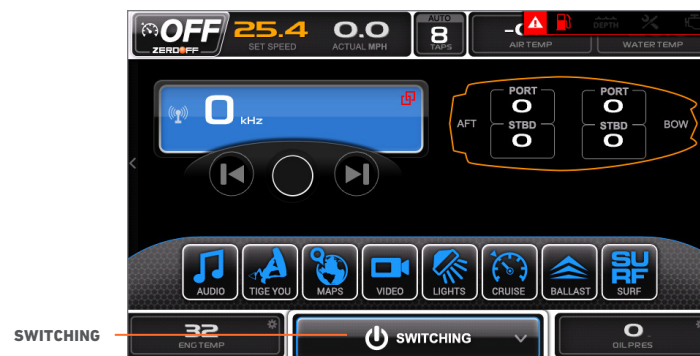 OFF
ZEROOFF
25.4
SET SPEED
0.0
ACTUAL MPH
AUTO
8
TAPS
AIR TEMP
DEPTH
WATER TEMP
0 kHz
AFT
PORT
0
STBD
0
PORT
0
STBD
0
BOW
AUDIO
TIGE YOU
MAPS
VIDEO
LIGHTS
CRUISE
BALLAST
SURF
SURF
32
ENG TEMP
SWITCHING
SWITCHING
0
OIL PRES